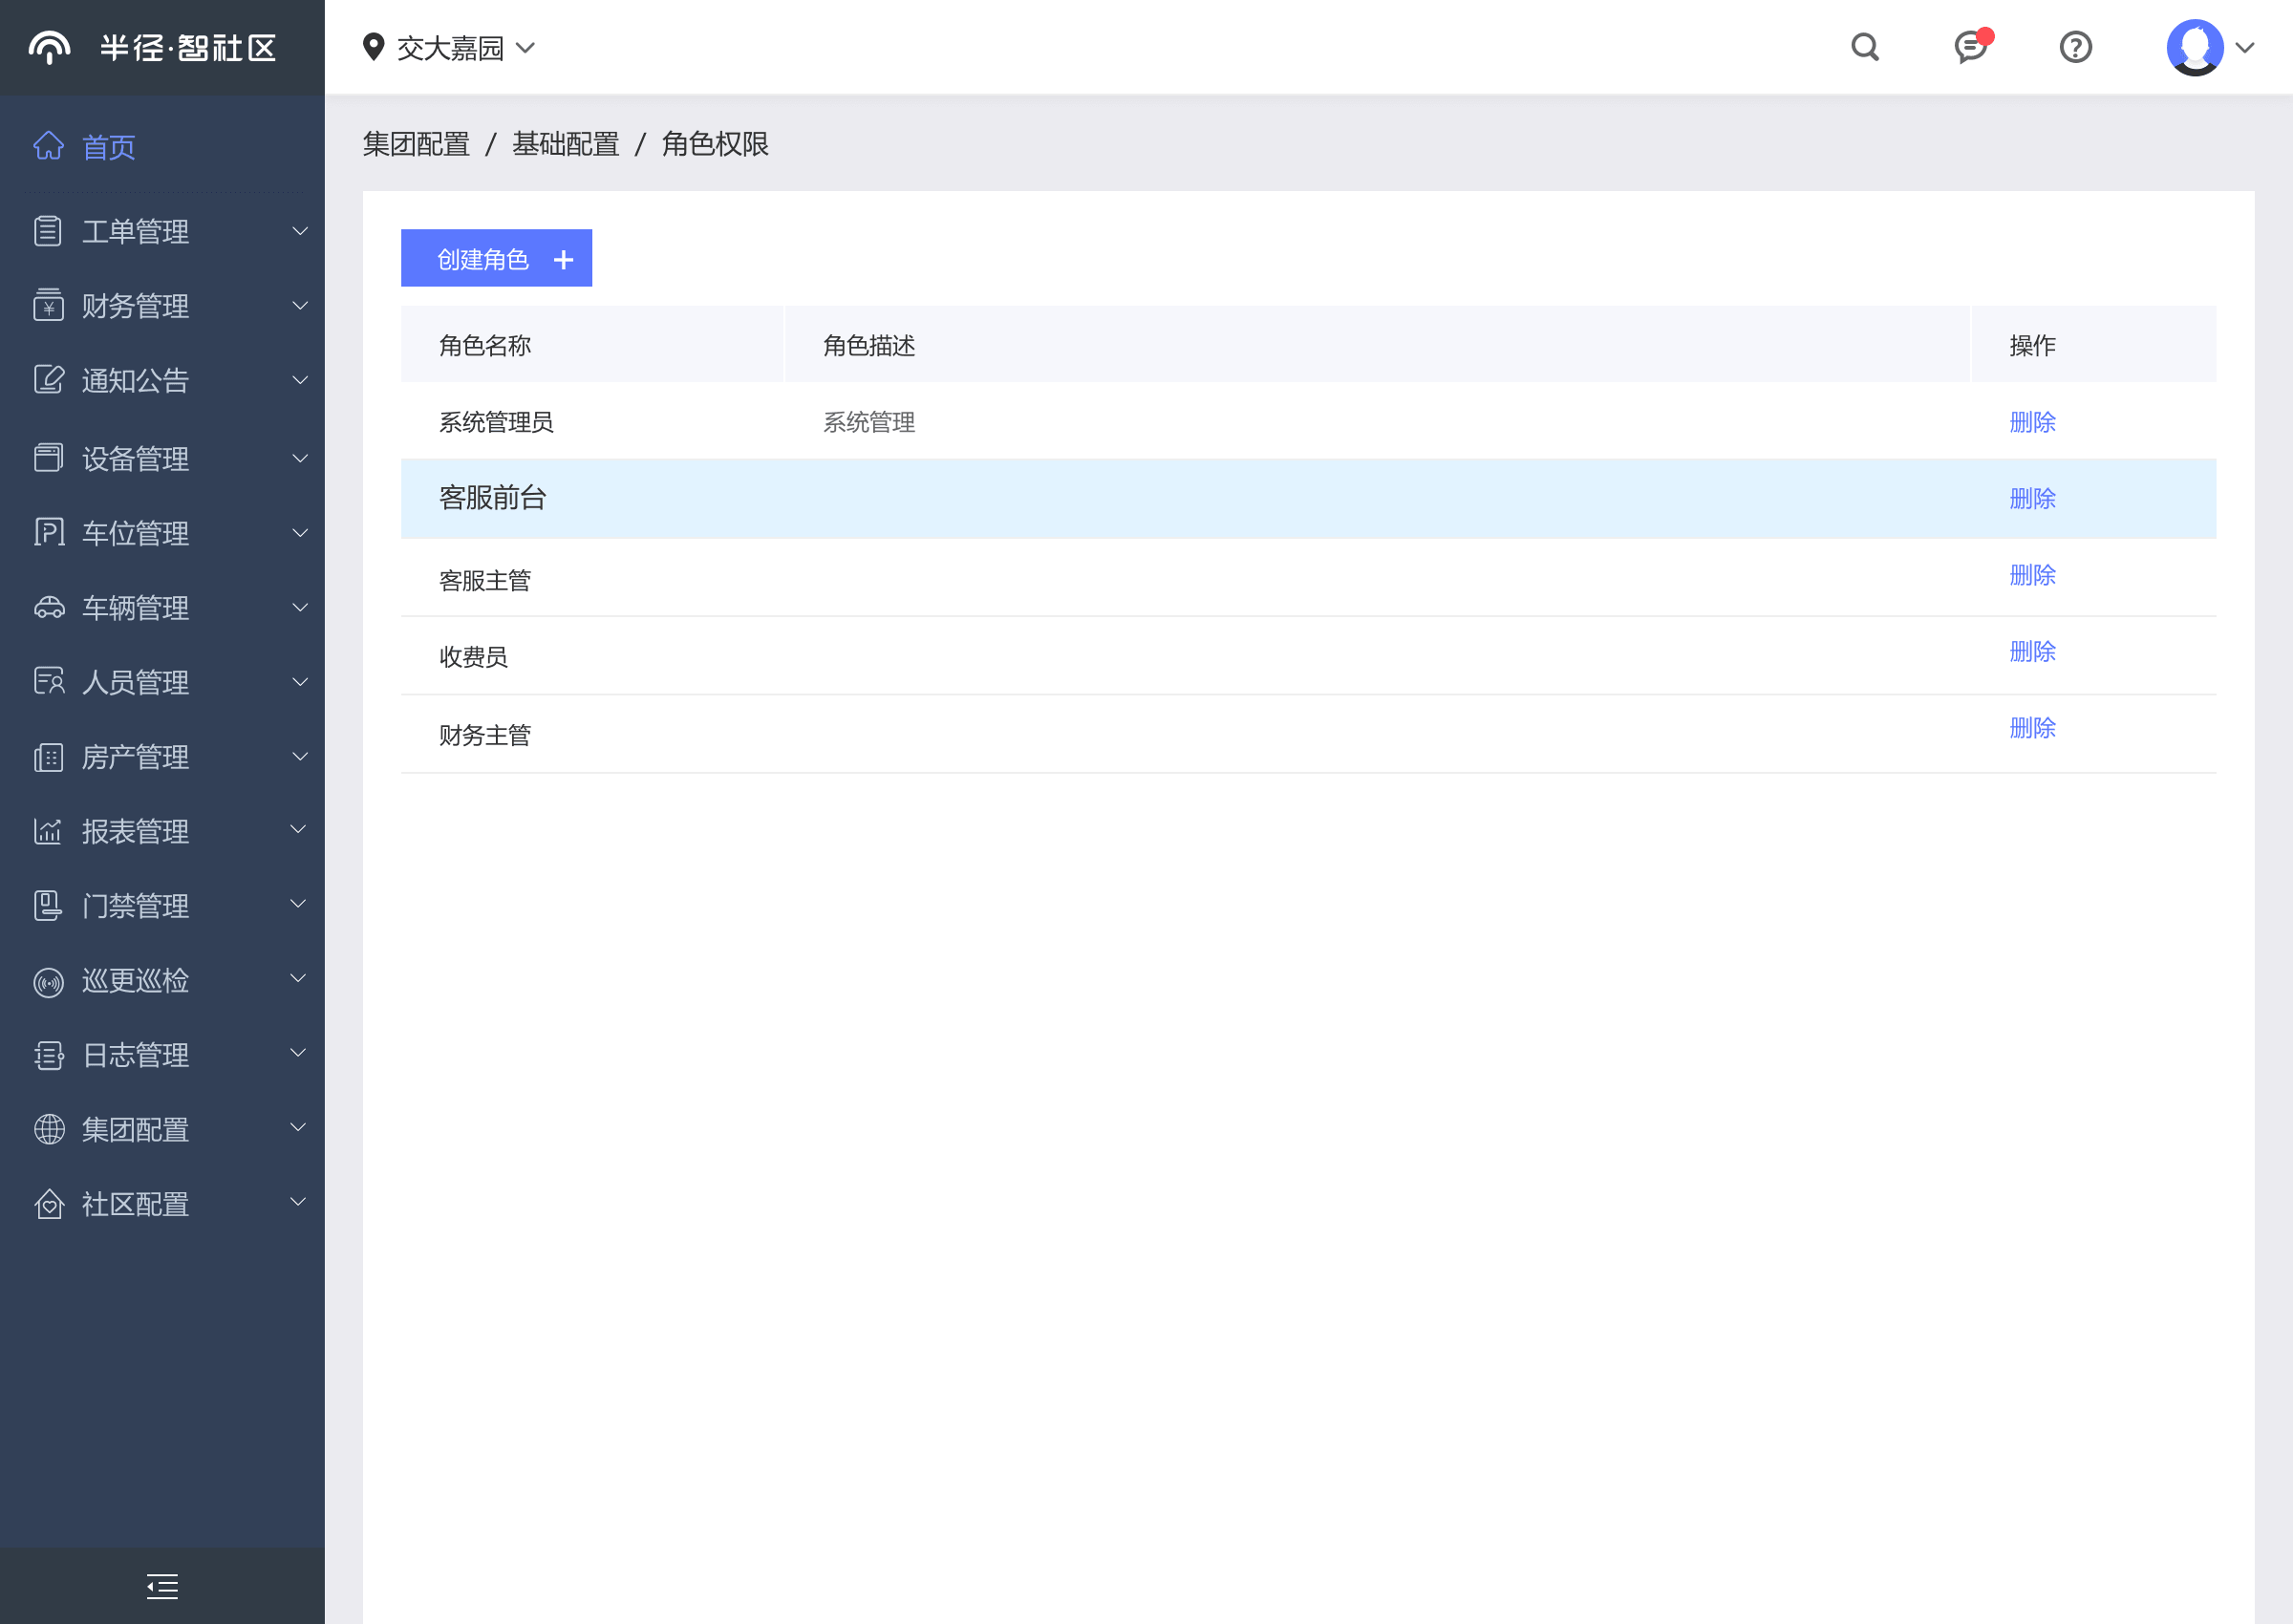 半径·智社区
交大嘉园
首页
工单管理
财务管理
通知公告
设备管理
车位管理
车辆管理
人员管理
房产管理
报表管理
门禁管理
巡更巡检
日志管理
集团配置
社区配置
集团配置 / 基础配置 / 角色权限
创建角色 +
角色名称 角色描述 操作
系统管理员 系统管理 删除
客服前台 删除
客服主管 删除
收费员 删除
财务主管 删除